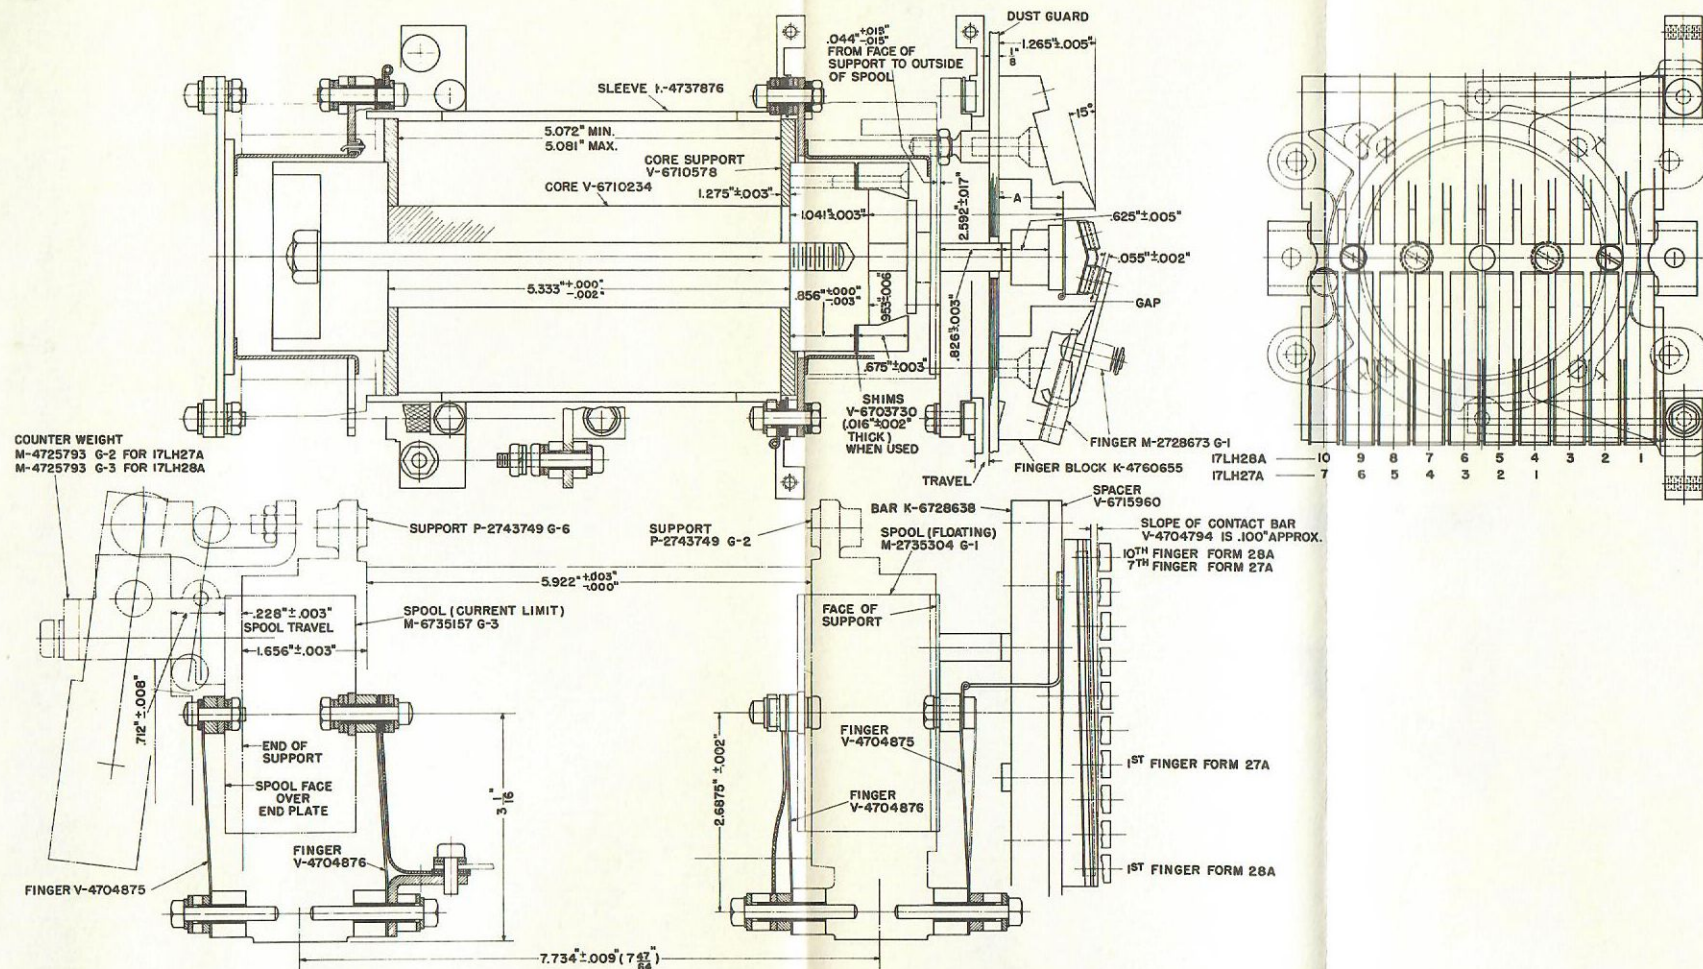 DUST GUARD
.044" +.015" -.015"
FROM FACE OF
SUPPORT TO OUTSIDE
OF SPOOL
1.265"±.005"
1/8"
15°
SLEEVE K-4737876
5.072" MIN.
5.081" MAX.
CORE SUPPORT
V-6710578
1.275"±.003"
CORE V-6710234
1.041"±.003"
2.592"±.017"
A
.625"±.005"
.055"±.002"
GAP
5.333" +.000" -.002"
.856" +.000" -.003"
.953"±.006"
.826"±.003"
.675"±.003"
SHIMS
V-6703730
(.016"±.002"
THICK)
WHEN USED
COUNTER WEIGHT
M-4725793 G-2 FOR 17LH27A
M-4725793 G-3 FOR 17LH28A
FINGER M-2728673 G-1
FINGER BLOCK K-4760655
TRAVEL
17LH28A 10 9 8 7 6 5 4 3 2 1
17LH27A 7 6 5 4 3 2 1
SUPPORT P-2743749 G-6
SUPPORT
P-2743749 G-2
BAR K-6728638
SPACER
V-6715960
SPOOL (FLOATING)
M-2735304 G-1
SLOPE OF CONTACT BAR
V-4704794 IS .100" APPROX.
10TH FINGER FORM 28A
7TH FINGER FORM 27A
5.922" +.003" -.000"
.228"±.003"
SPOOL TRAVEL
SPOOL (CURRENT LIMIT)
M-6735157 G-3
1.656"±.003"
FACE OF
SUPPORT
.712"±.008"
END OF
SUPPORT
SPOOL FACE
OVER
END PLATE
3 1/16"
2.6875"±.002"
FINGER
V-4704875
1ST FINGER FORM 27A
FINGER
V-4704876
FINGER
V-4704876
FINGER V-4704875
1ST FINGER FORM 28A
7.734"±.009 (7 47/64")